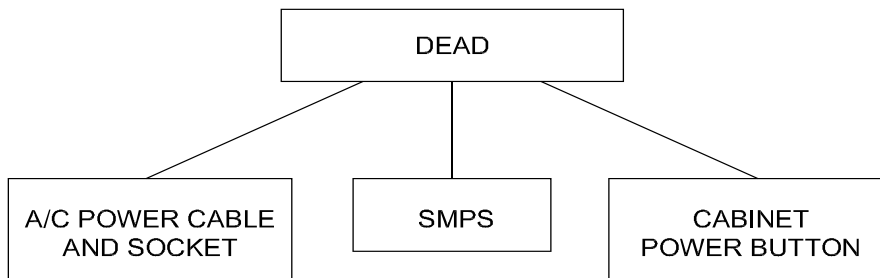 DEAD
A/C POWER CABLE
AND SOCKET
SMPS
CABINET
POWER BUTTON